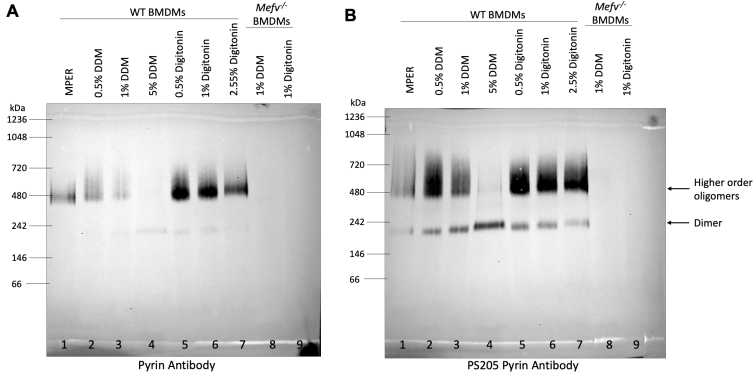 A
WT BMDMs
Mefv-/-
BMDMs
MPER
0.5% DDM
1% DDM
5% DDM
0.5% Digitonin
1% Digitonin
2.55% Digitonin
1% DDM
1% Digitonin
kDa
1236
1048
720
480
242
146
66
1 2 3 4 5 6 7 8 9
Pyrin Antibody
B
WT BMDMs
Mefv-/-
BMDMs
MPER
0.5% DDM
1% DDM
5% DDM
0.5% Digitonin
1% Digitonin
2.5% Digitonin
1% DDM
1% Digitonin
kDa
1236
1048
720
480
242
146
66
Higher order
oligomers
Dimer
1 2 3 4 5 6 7 8 9
PS205 Pyrin Antibody